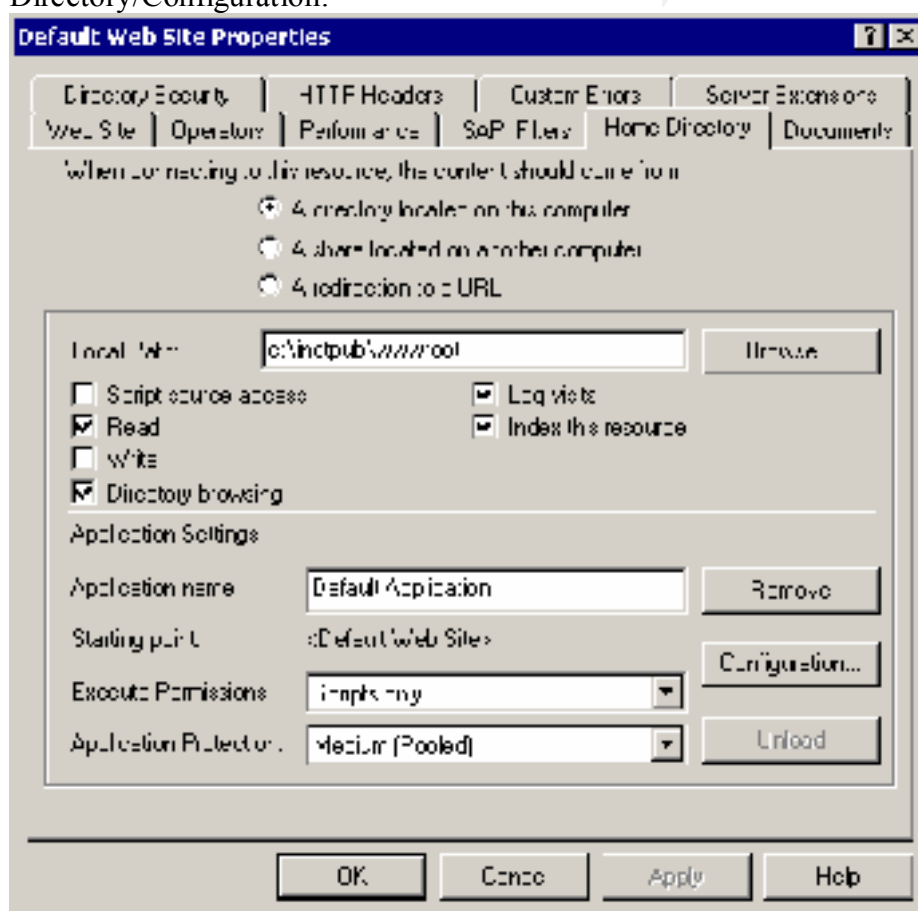 Directory/Configuration.
Default Web Site Properties
Directory Security HTTP Headers Custom Errors Server Extensions
Web Site Operators Performance ISAPI Filters Home Directory Documents
When connecting to this resource, the content should come from
A directory located on this computer
A share located on another computer
A redirection to a URL
Local Path: c:\inetpub\wwwroot Browse
Script source access Log visits
Read Index this resource
Write
Directory browsing
Application Settings
Application name Default Application Remove
Starting point <Default Web Site>
Configuration...
Execute Permissions Scripts only
Application Protection: Medium (Pooled) Unload
OK Cancel Apply Help